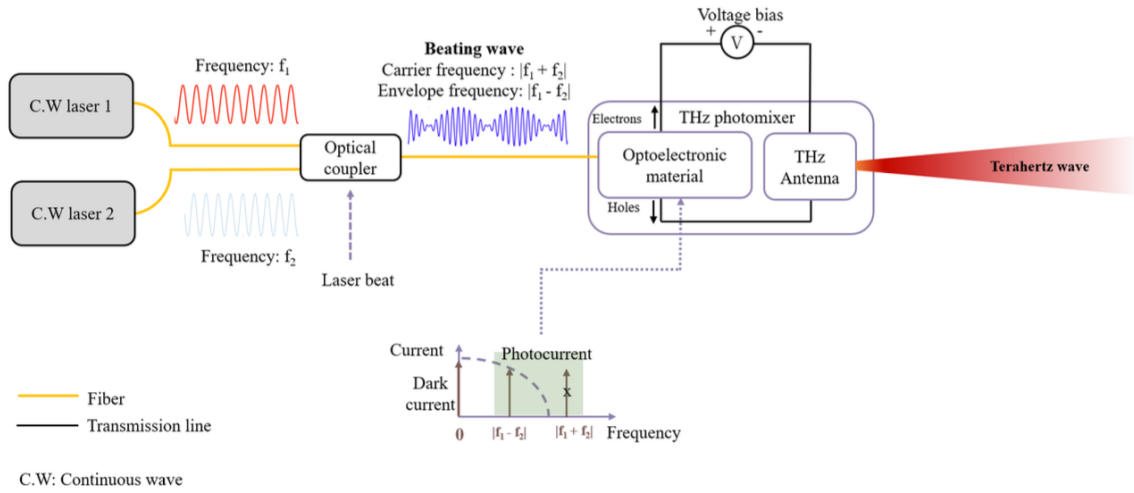 Voltage bias
+ V -
Beating wave
Carrier frequency : |f₁ + f₂|
Envelope frequency: |f₁ - f₂|
Frequency: f₁
C.W laser 1
Electrons
THz photomixer
Optical
coupler
Optoelectronic
material
THz
Antenna
Terahertz wave
C.W laser 2
Holes
Frequency: f₂
Laser beat
Current
Photocurrent
Dark
current
x
0
|f₁ - f₂|
|f₁ + f₂|
Frequency
Fiber
Transmission line
C.W: Continuous wave